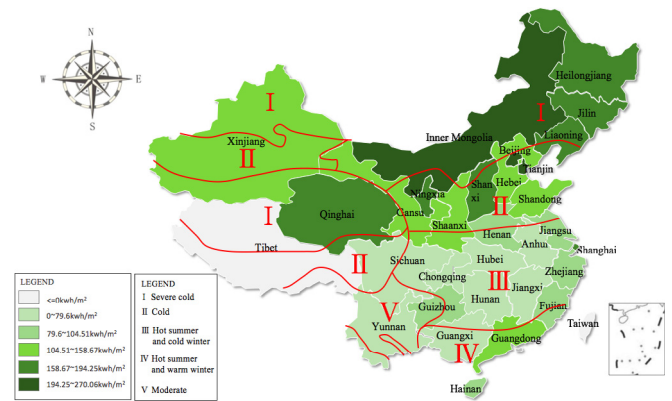 N
W
E
S
I
Heilongjiang
Jilin
I
Liaoning
Inner Mongolia
Xinjiang
II
Beijing
Tianjin
Hebei
Ningxia
Shan
xi
II
Shandong
I
Qinghai
Gansu
Shaanxi
Henan
Jiangsu
Tibet
II
Sichuan
Hubei
Anhui
Shanghai
Chongqing
III
Zhejiang
Hunan
Jiangxi
V
Yunnan
Guizhou
Fujian
Guangxi
IV
Guangdong
Taiwan
Hainan
LEGEND
<=0kwh/m²
0~79.6kwh/m²
79.6~104.51kwh/m²
104.51~158.67kwh/m²
158.67~194.25kwh/m²
194.25~270.06kwh/m²
LEGEND
I Severe cold
II Cold
III Hot summer
and cold winter
IV Hot summer
and warm winter
V Moderate